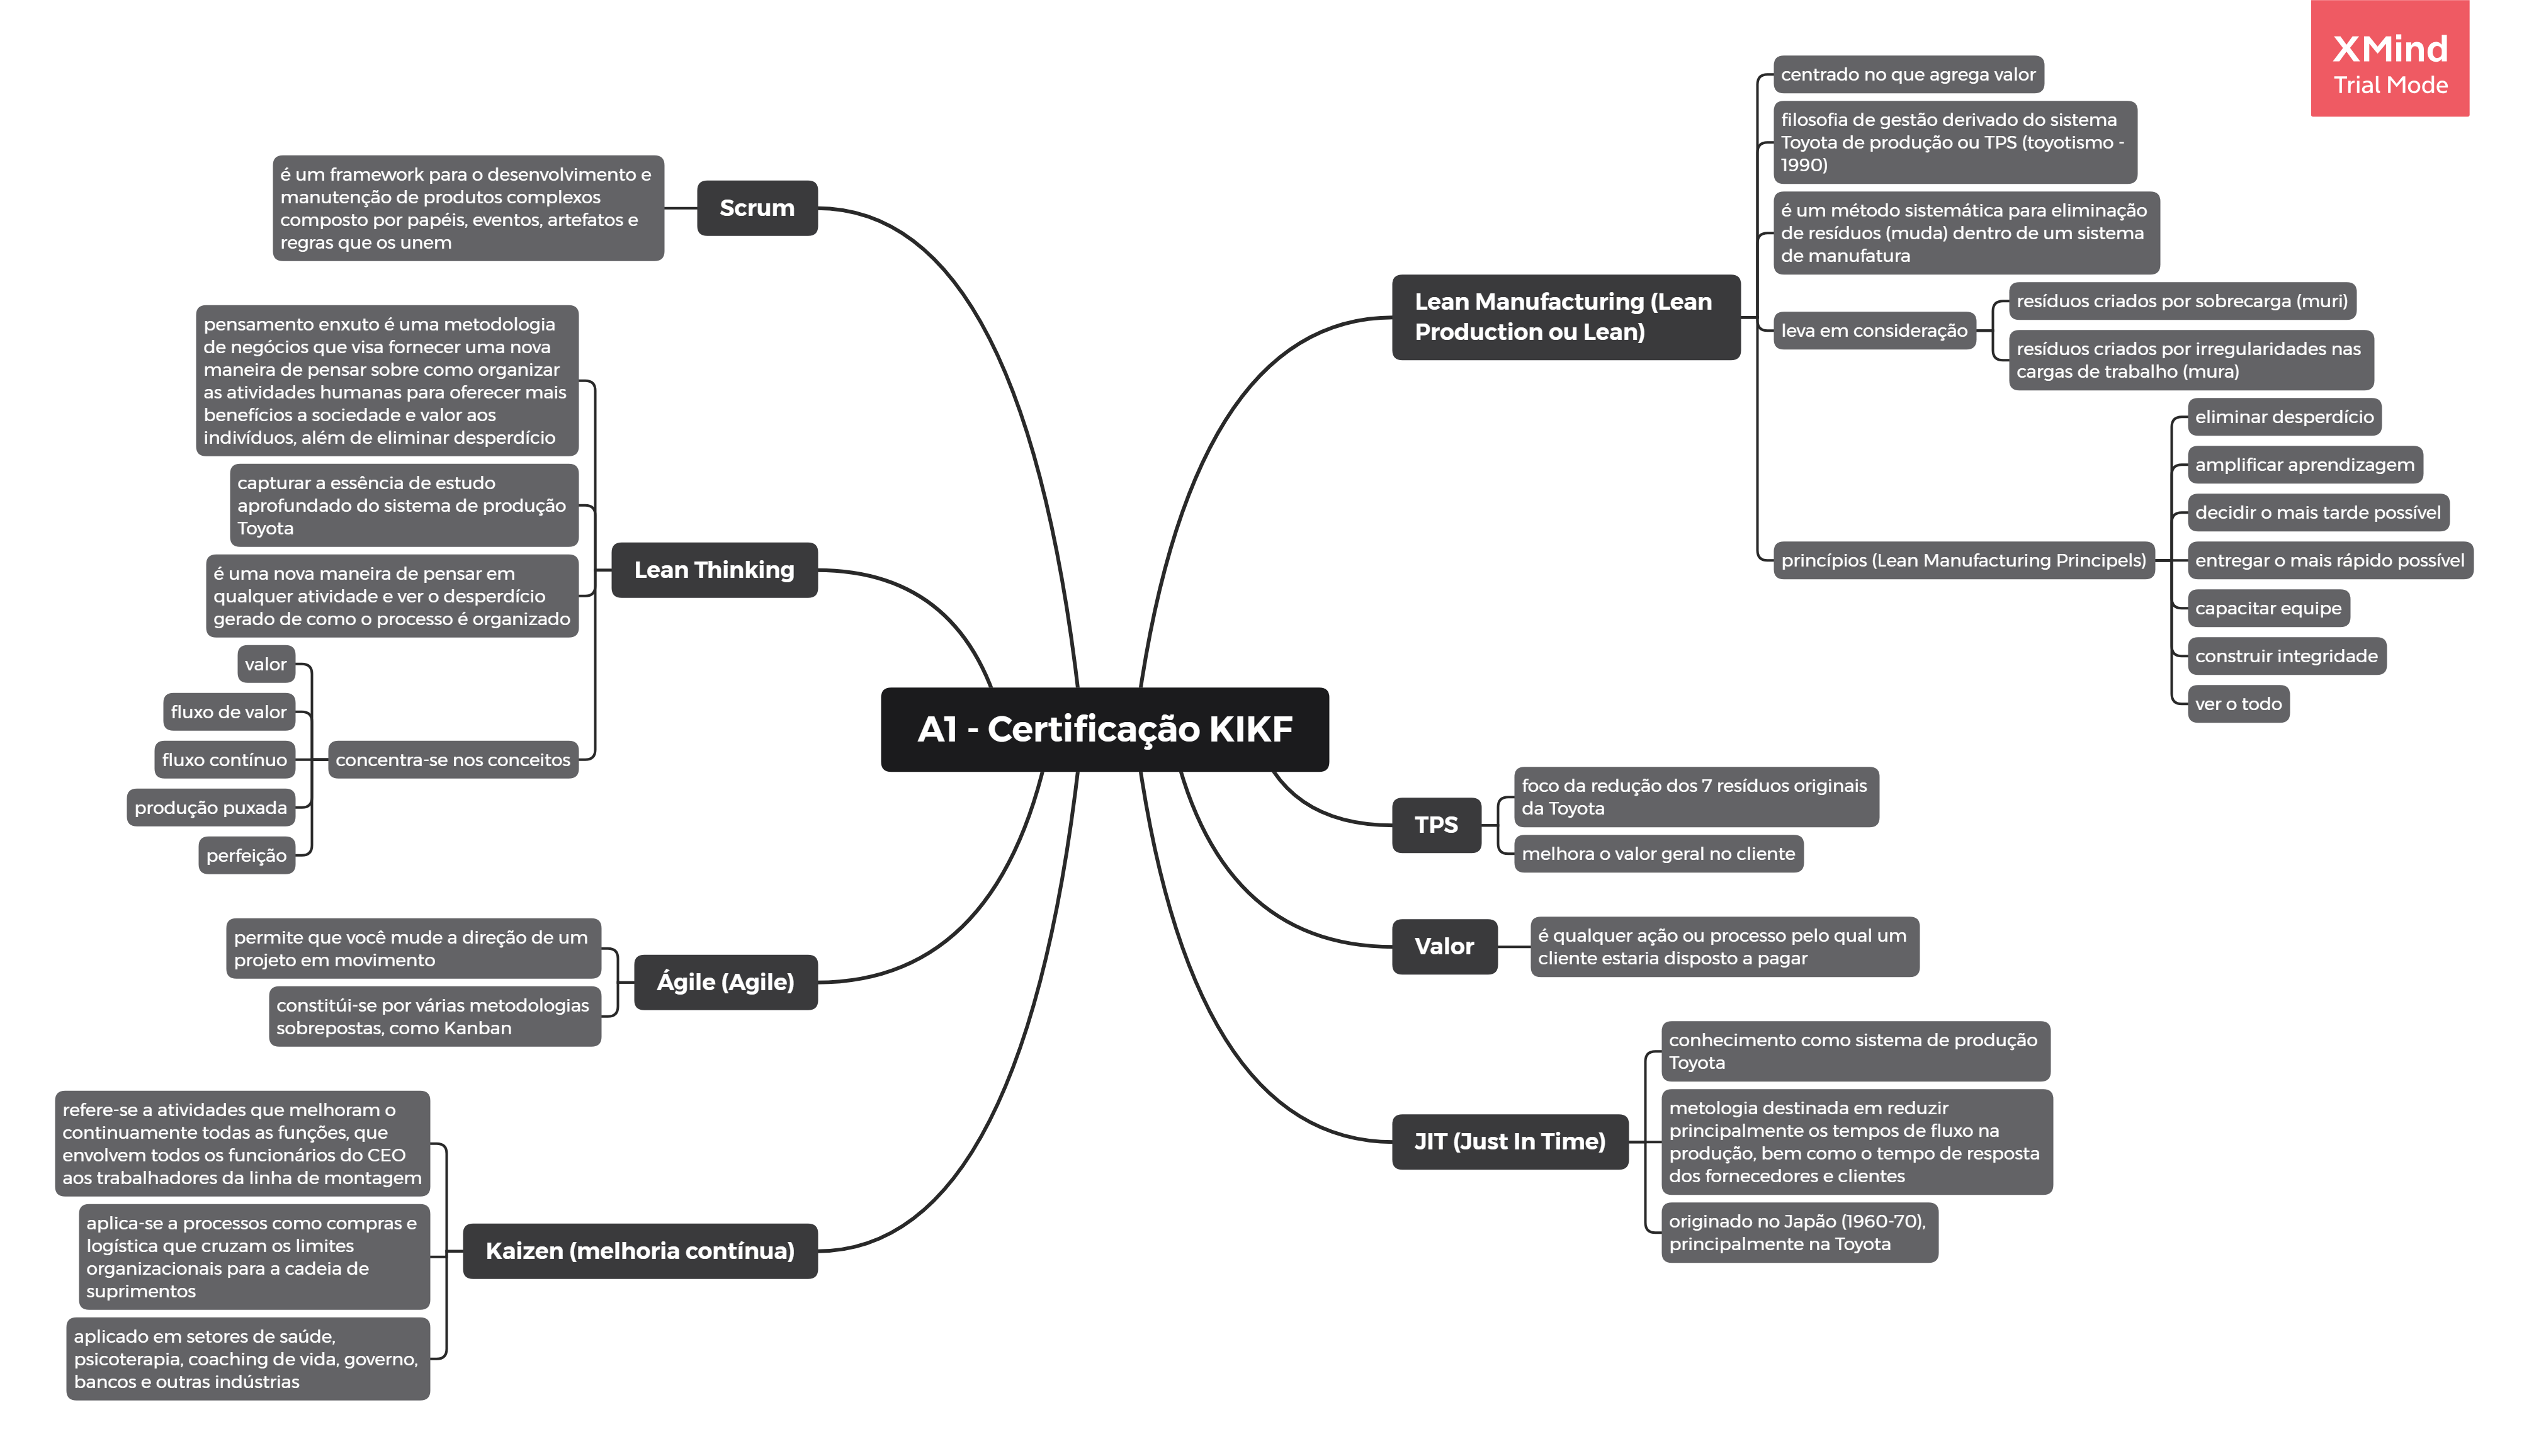 XMind
Trial Mode
A1 - Certificação KIKF
Lean Manufacturing (Lean
Production ou Lean)
centrado no que agrega valor
filosofia de gestão derivado do sistema
Toyota de produção ou TPS (toyotismo -
1990)
é um método sistemática para eliminação
de resíduos (muda) dentro de um sistema
de manufatura
leva em consideração
resíduos criados por sobrecarga (muri)
resíduos criados por irregularidades nas
cargas de trabalho (mura)
princípios (Lean Manufacturing Principels)
eliminar desperdício
amplificar aprendizagem
decidir o mais tarde possível
entregar o mais rápido possível
capacitar equipe
construir integridade
ver o todo
TPS
foco da redução dos 7 resíduos originais
da Toyota
melhora o valor geral no cliente
Valor
é qualquer ação ou processo pelo qual um
cliente estaria disposto a pagar
JIT (Just In Time)
conhecimento como sistema de produção
Toyota
metologia destinada em reduzir
principalmente os tempos de fluxo na
produção, bem como o tempo de resposta
dos fornecedores e clientes
originado no Japão (1960-70),
principalmente na Toyota
Scrum
é um framework para o desenvolvimento e
manutenção de produtos complexos
composto por papéis, eventos, artefatos e
regras que os unem
Lean Thinking
pensamento enxuto é uma metodologia
de negócios que visa fornecer uma nova
maneira de pensar sobre como organizar
as atividades humanas para oferecer mais
benefícios a sociedade e valor aos
indivíduos, além de eliminar desperdício
capturar a essência de estudo
aprofundado do sistema de produção
Toyota
é uma nova maneira de pensar em
qualquer atividade e ver o desperdício
gerado de como o processo é organizado
concentra-se nos conceitos
valor
fluxo de valor
fluxo contínuo
produção puxada
perfeição
Ágile (Agile)
permite que você mude a direção de um
projeto em movimento
constitúi-se por várias metodologias
sobrepostas, como Kanban
Kaizen (melhoria contínua)
refere-se a atividades que melhoram o
continuamente todas as funções, que
envolvem todos os funcionários do CEO
aos trabalhadores da linha de montagem
aplica-se a processos como compras e
logística que cruzam os limites
organizacionais para a cadeia de
suprimentos
aplicado em setores de saúde,
psicoterapia, coaching de vida, governo,
bancos e outras indústrias